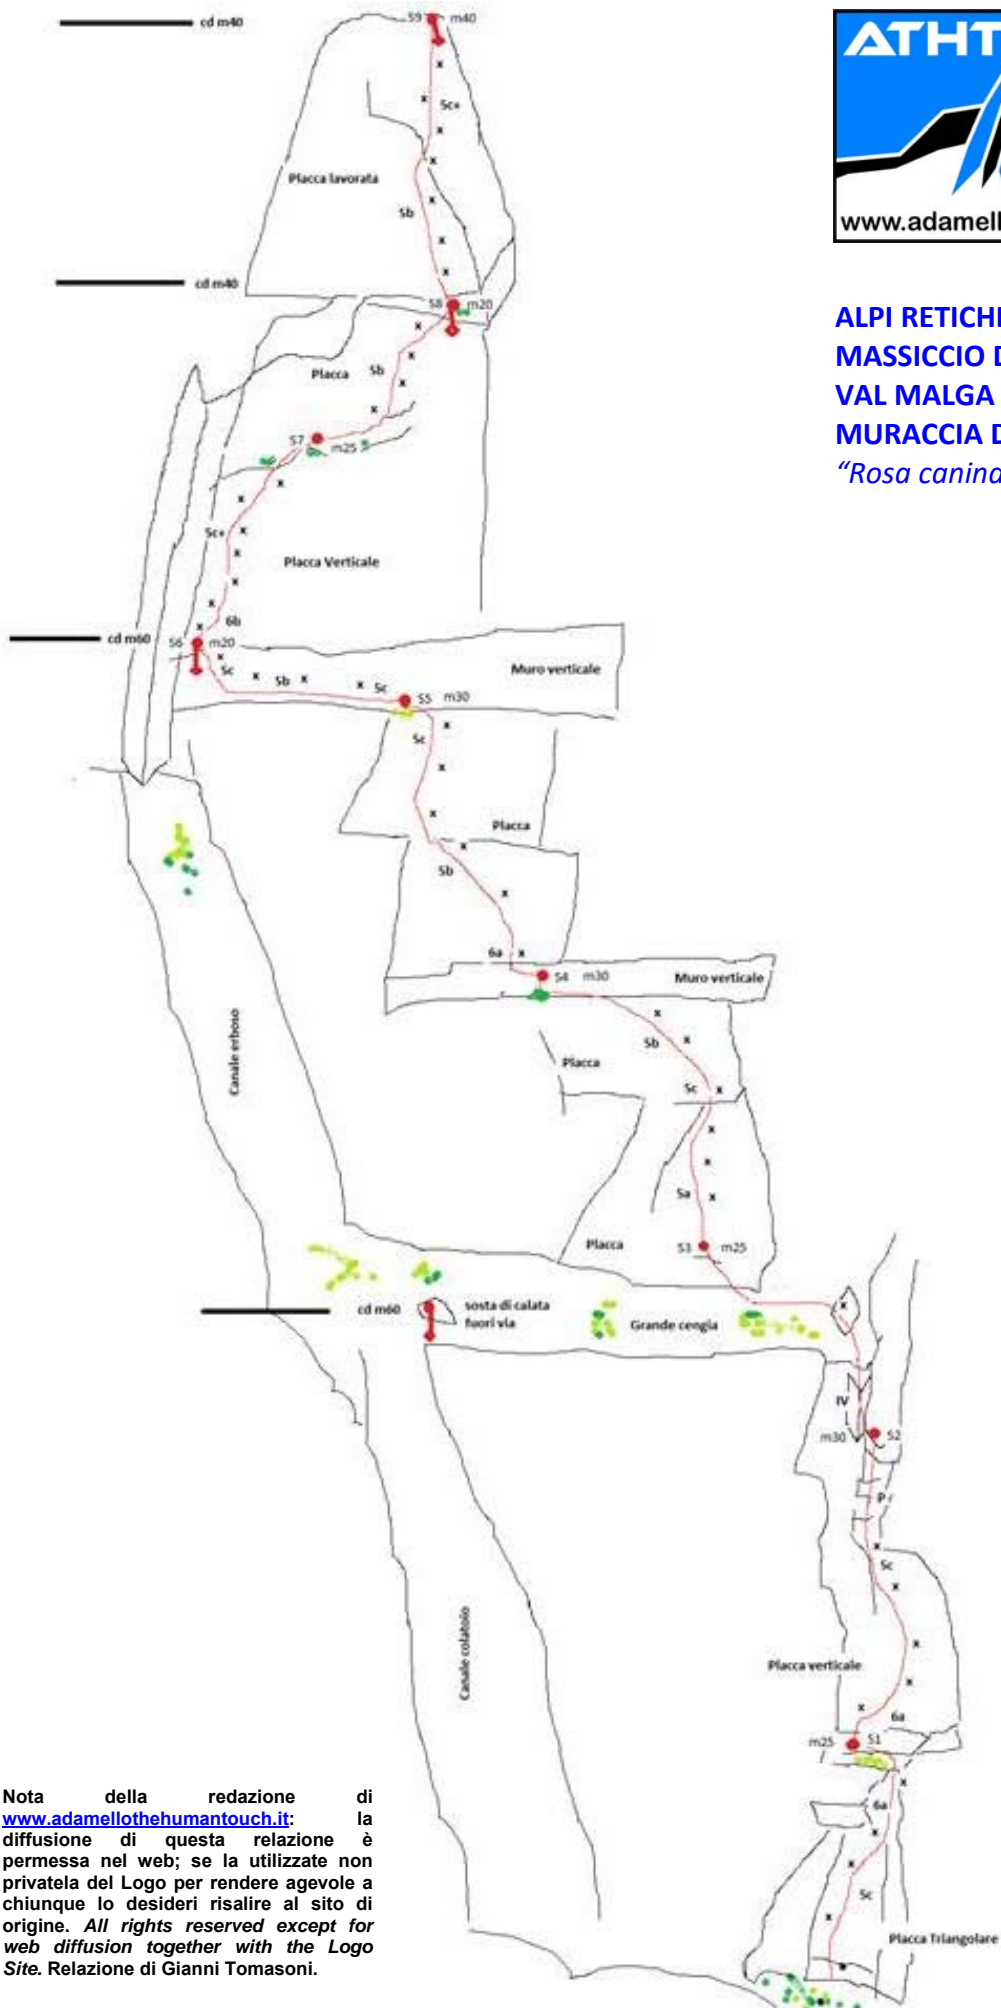 cd m40
S9 m40
5c+
Placca lavorata
5b
cd m40
S8 m20
Placca 5b
S7 m25
5c+
Placca Verticale
6b
cd m60
S6 m20
5c 5b 5c
Muro verticale
S5 m30
5c
Placca
5b
6a
S4 m30
Muro verticale
5b
Placca
5c
Canale erboso
5a
Placca
S3 m25
cd m60
sosta di calata
fuori via
Grande cengia
IV
m30 S2
P
5c
Canale colatoio
Placca verticale
6a
m25 S1
6a
5c
Placca Triangolare
ATHT
www.adamell
ALPI RETICHE
MASSICCIO D
VAL MALGA
MURACCIA D
“Rosa canina
Nota della redazione di
www.adamellothehumantouch.it: la
diffusione di questa relazione è
permessa nel web; se la utilizzate non
privatela del Logo per rendere agevole a
chiunque lo desideri risalire al sito di
origine. All rights reserved except for
web diffusion together with the Logo
Site. Relazione di Gianni Tomasoni.